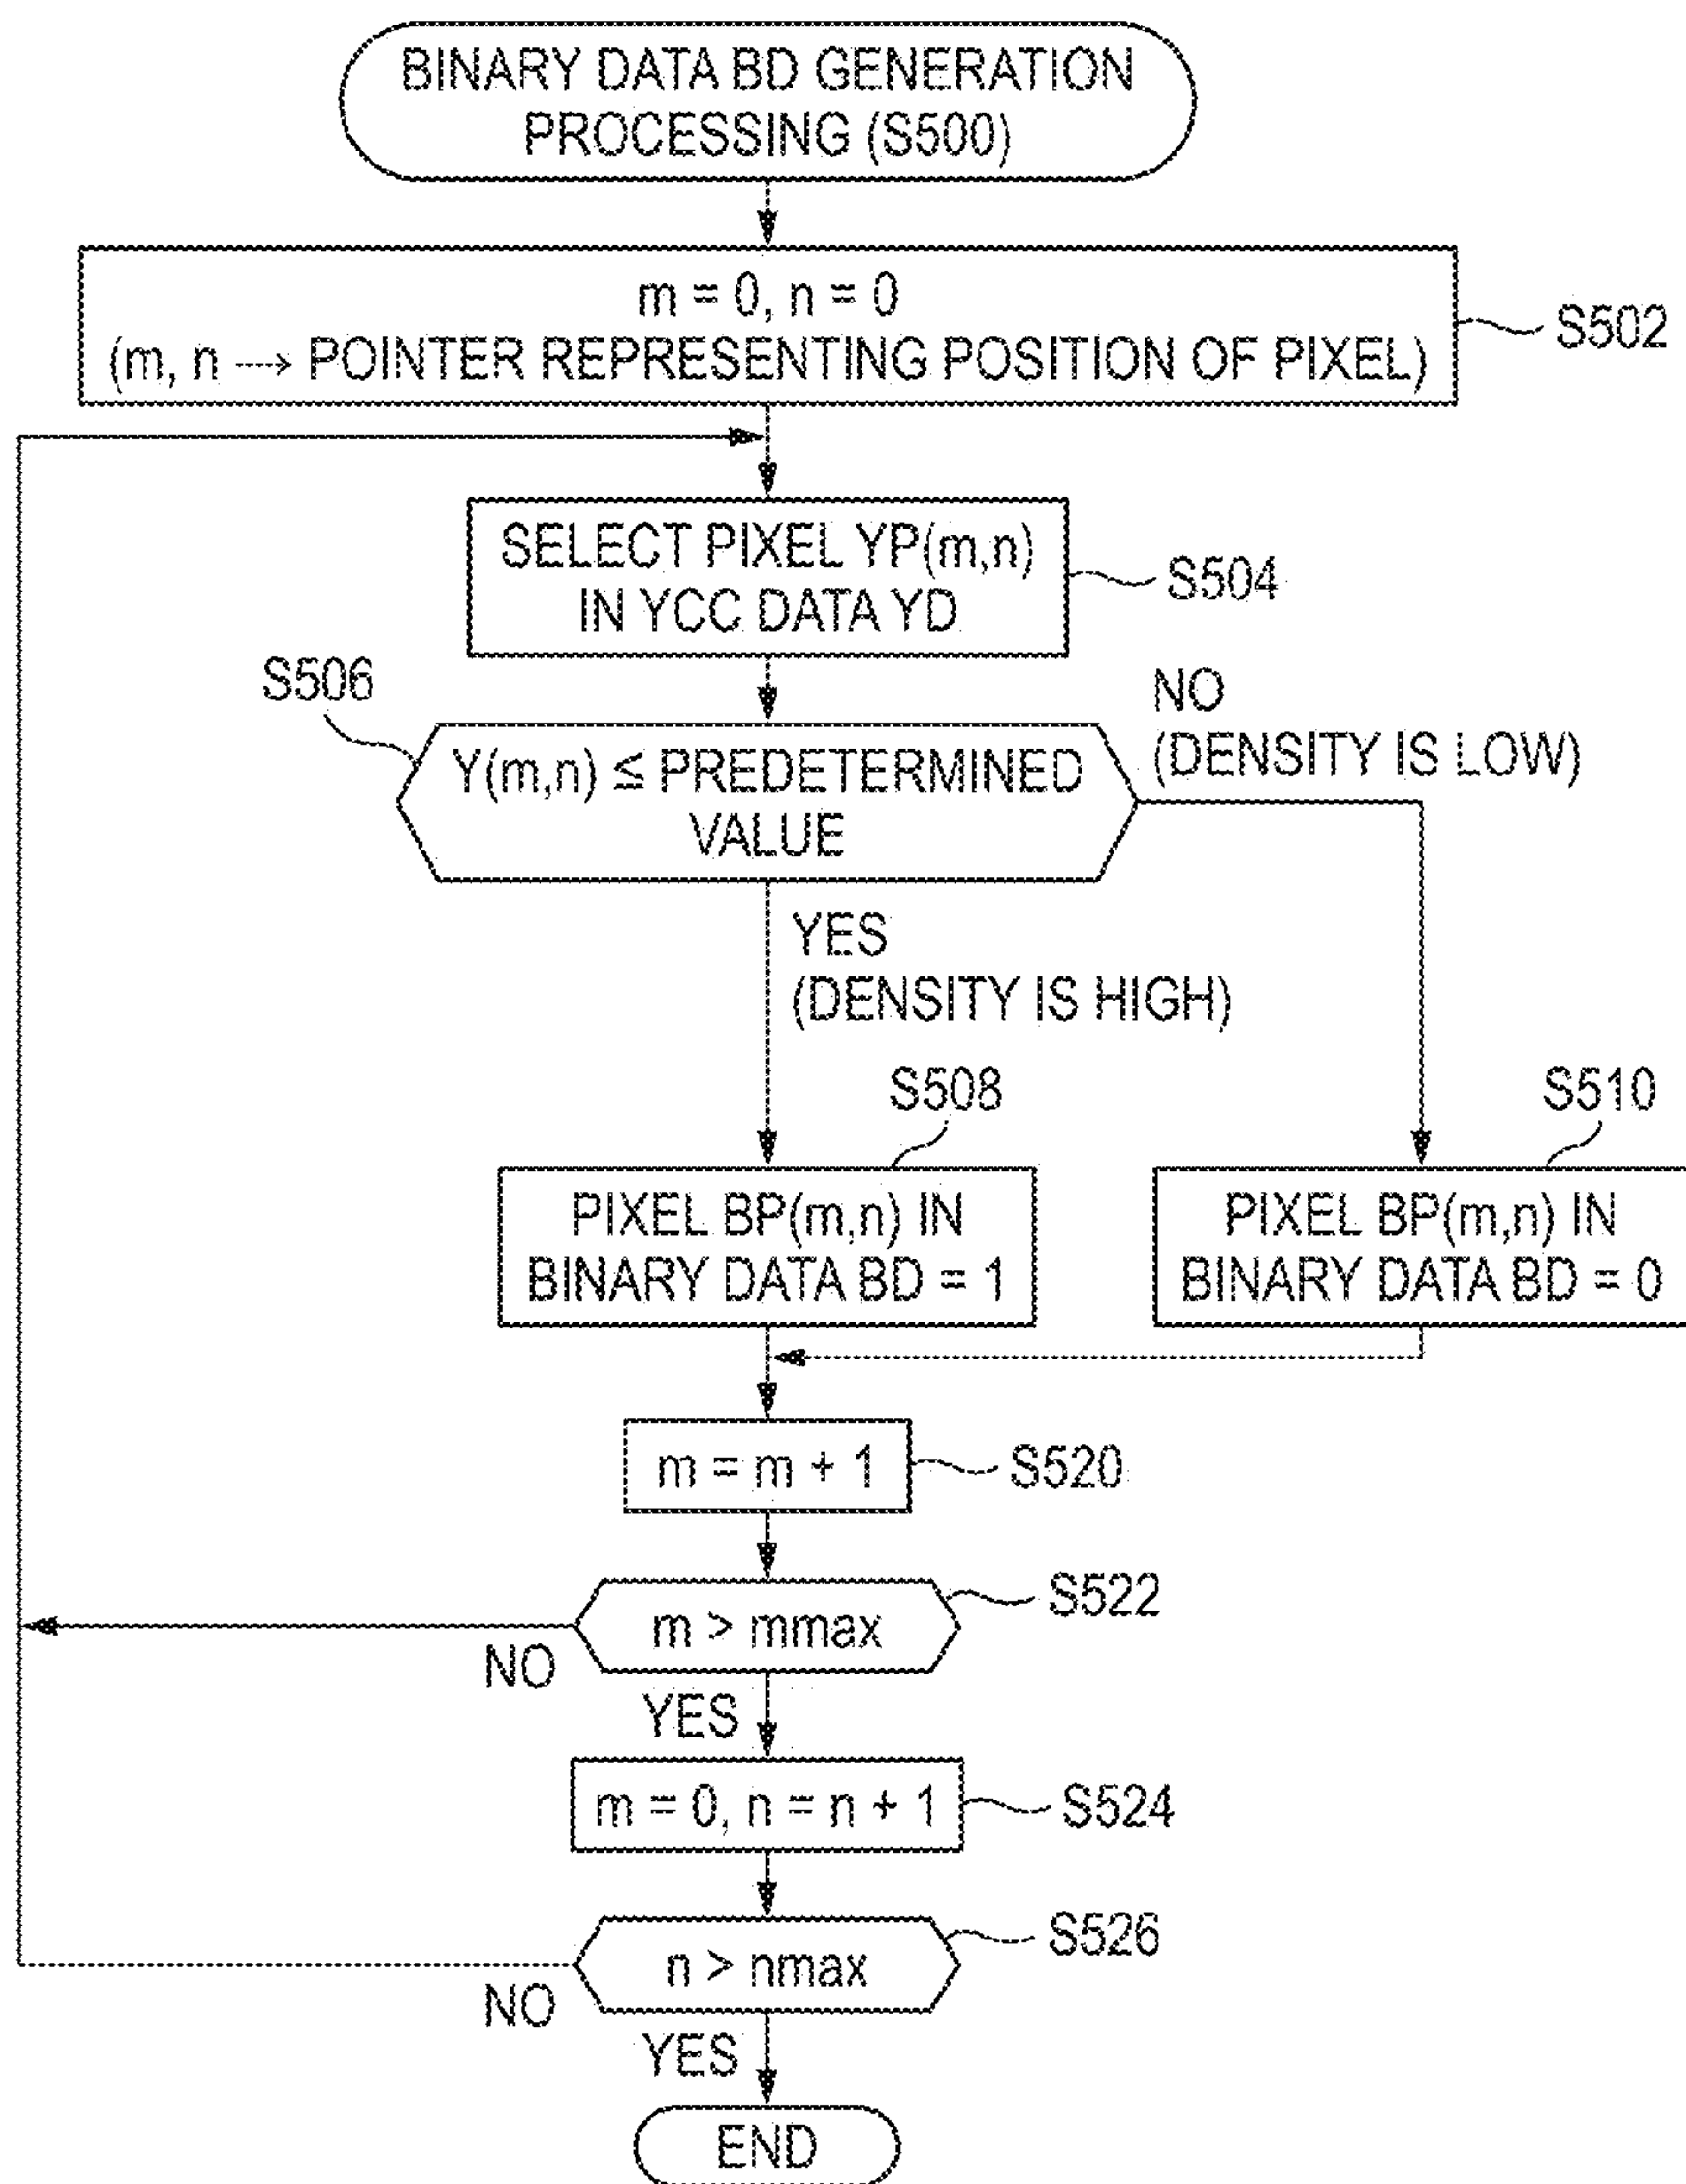 BINARY DATA BD GENERATION
PROCESSING (S500)
m = 0, n = 0
(m, n ---→ POINTER REPRESENTING POSITION OF PIXEL)
S502
SELECT PIXEL YP(m,n)
IN YCC DATA YD
S504
S506
Y(m,n) ≤ PREDETERMINED
VALUE
NO
(DENSITY IS LOW)
YES
(DENSITY IS HIGH)
S508
S510
PIXEL BP(m,n) IN
BINARY DATA BD = 1
PIXEL BP(m,n) IN
BINARY DATA BD = 0
m = m + 1
S520
m > mmax
S522
NO
YES
m = 0, n = n + 1
S524
n > nmax
S526
NO
YES
END